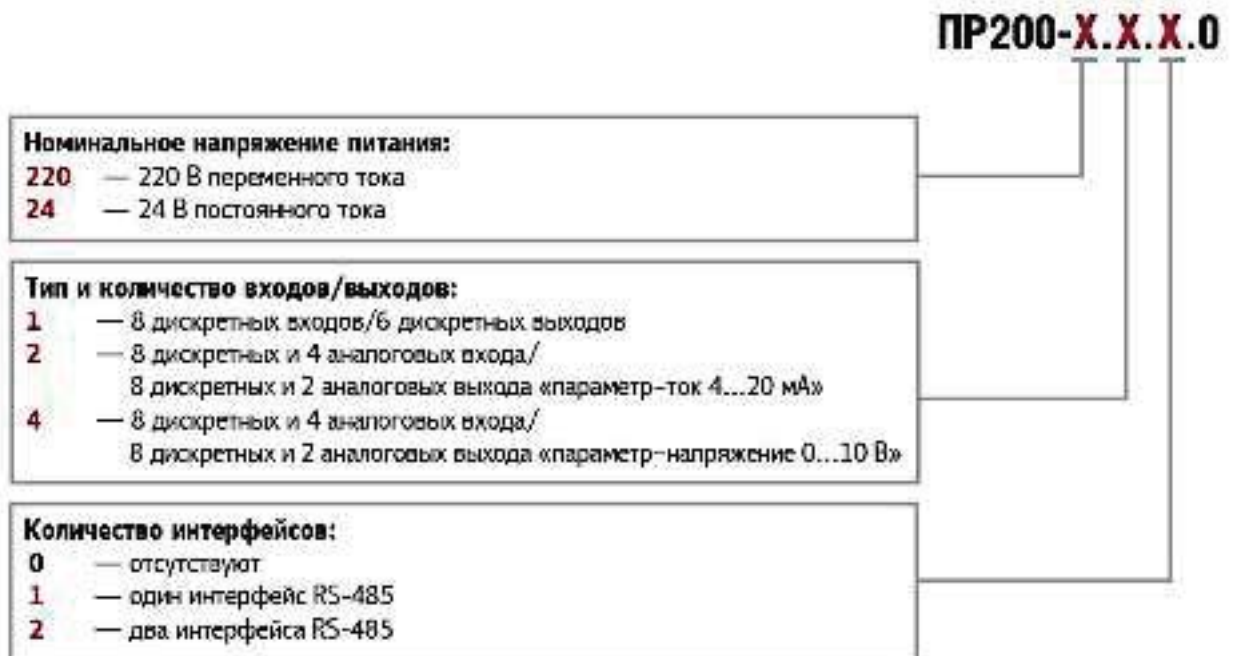 ПР200-Х.Х.Х.0
Номинальное напряжение питания:
220 — 220 В переменного тока
24 — 24 В постоянного тока
Тип и количество входов/выходов:
1 — 8 дискретных входов/6 дискретных выходов
2 — 8 дискретных и 4 аналоговых входа/
8 дискретных и 2 аналоговых выхода «параметр–ток 4...20 мА»
4 — 8 дискретных и 4 аналоговых входа/
8 дискретных и 2 аналоговых выхода «параметр–напряжение 0...10 В»
Количество интерфейсов:
0 — отсутствуют
1 — один интерфейс RS-485
2 — два интерфейса RS-485